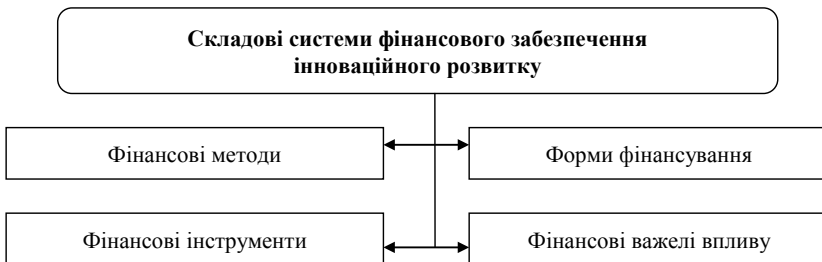 Складові системи фінансового забезпечення
інноваційного розвитку
Фінансові методи
Форми фінансування
Фінансові інструменти
Фінансові важелі впливу